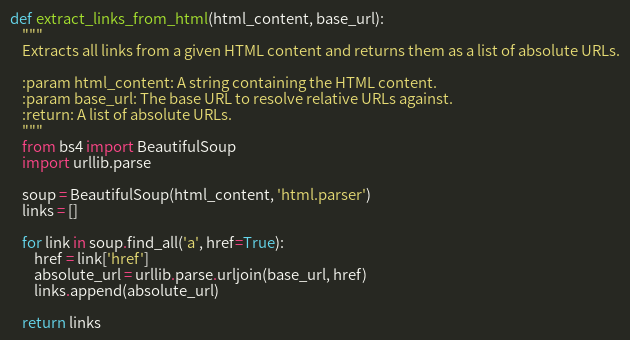 def extract_links_from_html(html_content, base_url):
    """
    Extracts all links from a given HTML content and returns them as a list of absolute URLs.

    :param html_content: A string containing the HTML content.
    :param base_url: The base URL to resolve relative URLs against.
    :return: A list of absolute URLs.
    """
    from bs4 import BeautifulSoup
    import urllib.parse

    soup = BeautifulSoup(html_content, 'html.parser')
    links = []

    for link in soup.find_all('a', href=True):
        href = link['href']
        absolute_url = urllib.parse.urljoin(base_url, href)
        links.append(absolute_url)

    return links